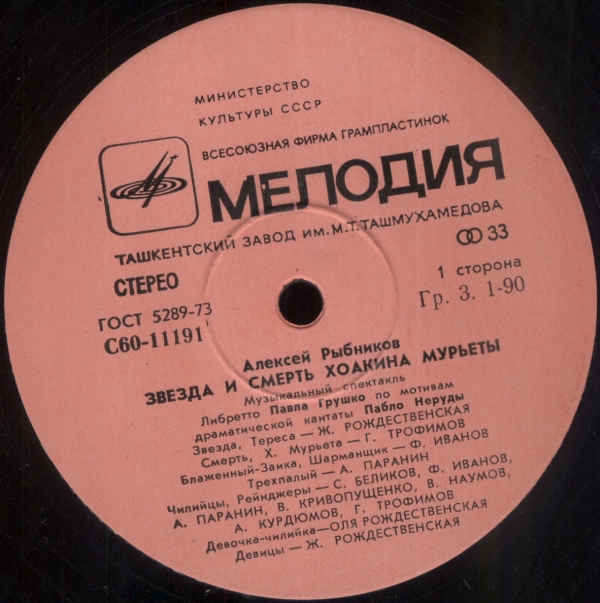 МИНИСТЕРСТВО
КУЛЬТУРЫ СССР
ВСЕСОЮЗНАЯ ФИРМА ГРАМПЛАСТИНОК
МЕЛОДИЯ
ТАШКЕНТСКИЙ ЗАВОД ИМ. М.Т.ТАШМУХАМЕДОВА
СТЕРЕО
33
ГОСТ 5289-73
1 сторона
С60-11191
Гр. 3. 1-90
Алексей Рыбников
ЗВЕЗДА И СМЕРТЬ ХОАКИНА МУРЬЕТЫ
Музыкальный спектакль
Либретто Павла Грушко по мотивам
драматической кантаты Пабло Неруды
Звезда, Тереса — Ж. РОЖДЕСТВЕНСКАЯ
Смерть, Х. Мурьета — Г. ТРОФИМОВ
Блаженный-Заика, Шарманщик — Ф. ИВАНОВ
Трехпалый — А. ПАРАНИН
Чилийцы, Рейнджеры — С. БЕЛИКОВ, Ф. ИВАНОВ,
А. ПАРАНИН, В. КРИВОПУЩЕНКО, В. НАУМОВ,
А. КУРДЮМОВ, Г. ТРОФИМОВ
Девочка-чилийка — ОЛЯ РОЖДЕСТВЕНСКАЯ
Девицы — Ж. РОЖДЕСТВЕНСКАЯ